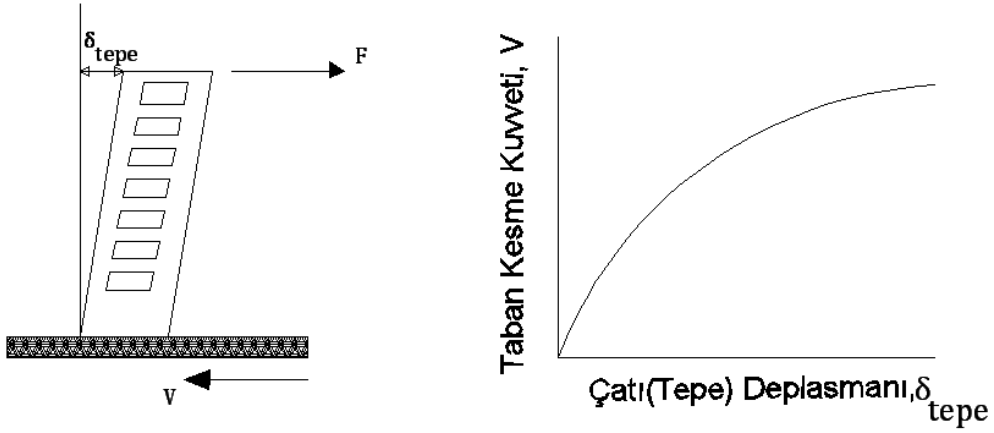 δtepe
F
V
Taban Kesme Kuvveti, V
Çatı(Tepe) Deplasmanı,δtepe